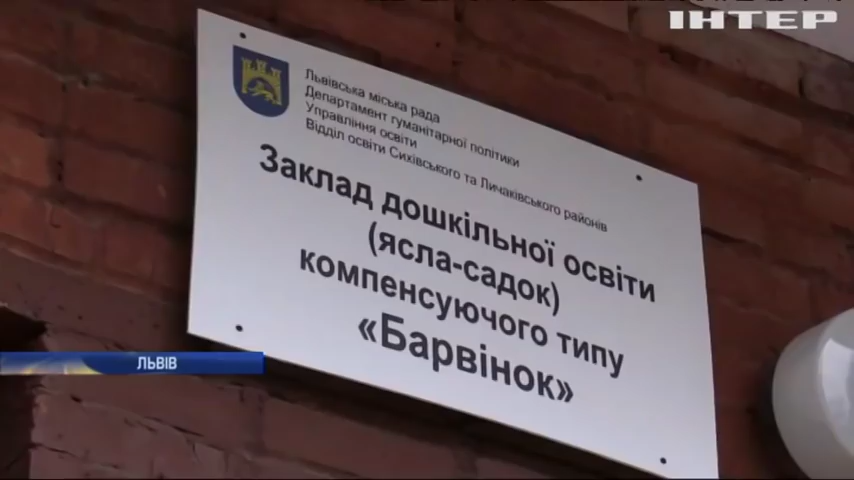 ІНТЕР
Львівська міська рада
Департамент гуманітарної політики
Управління освіти
Відділ освіти Сихівського та Личаківського районів
Заклад дошкільної освіти
(ясла-садок)
компенсуючого типу
«Барвінок»
ЛЬВІВ